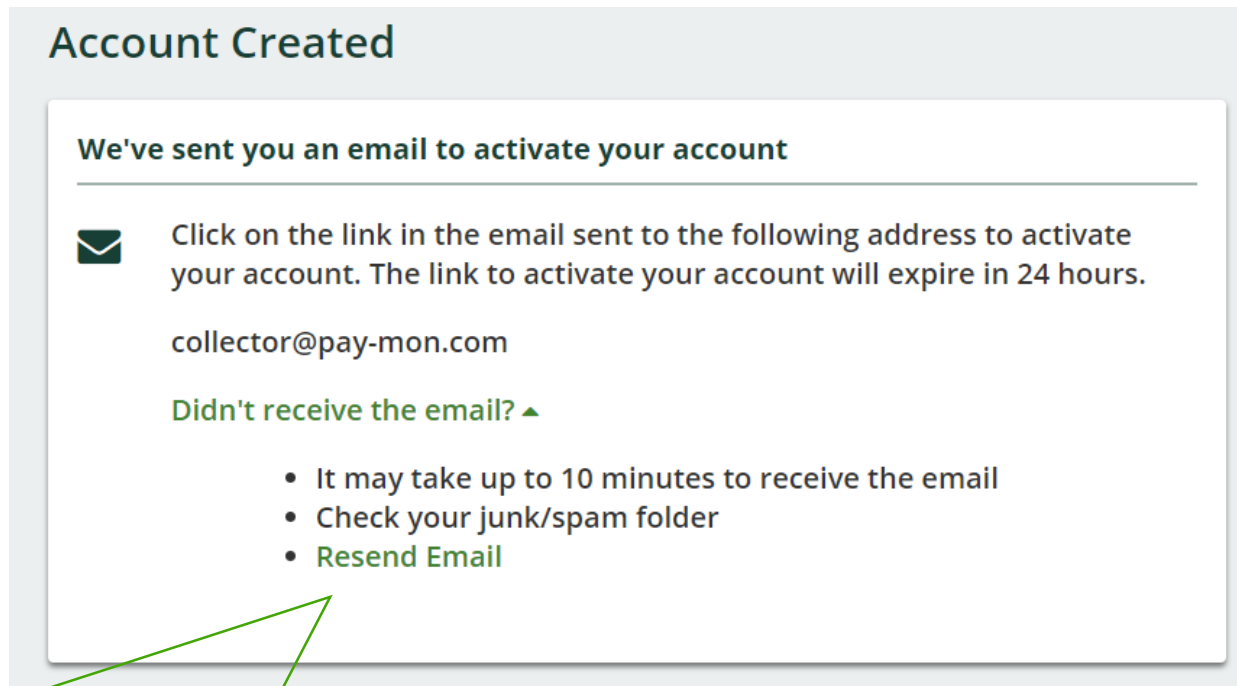 Account Created
We've sent you an email to activate your account
Click on the link in the email sent to the following address to activate
your account. The link to activate your account will expire in 24 hours.
collector@pay-mon.com
Didn't receive the email?
It may take up to 10 minutes to receive the email
Check your junk/spam folder
Resend Email